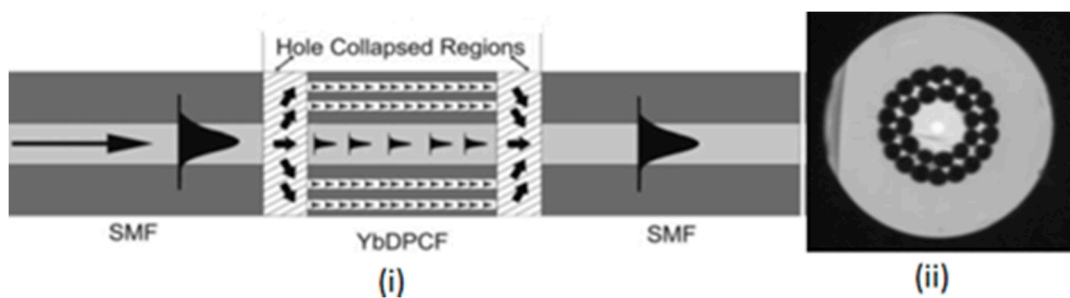 Hole Collapsed Regions
SMF
YbDPCF
SMF
(i)
(ii)